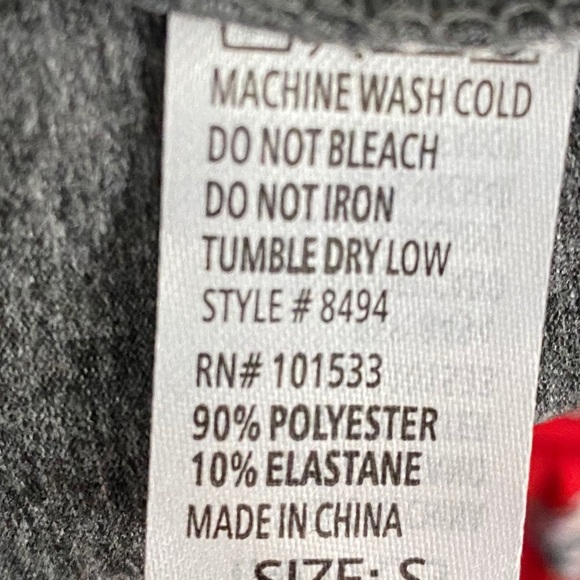 MACHINE WASH COLD
DO NOT BLEACH
DO NOT IRON
TUMBLE DRY LOW
STYLE # 8494
RN# 101533
90% POLYESTER
10% ELASTANE
MADE IN CHINA
SIZE: S